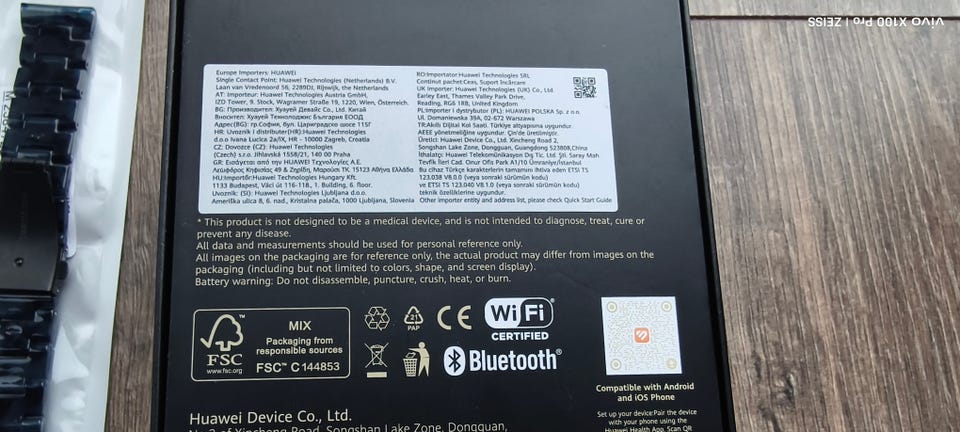 vivo X100 Pro | ZEISS
Europe Importers: HUAWEI
Single Contact Point: Huawei Technologies (Netherlands) B.V.
Laan van Vredenoord 56, 2289DJ, Rijswijk, the Netherlands
AT: Importeur: Huawei Technologies Austria GmbH,
IZD Tower, 9. Stock, Wagramer Straße 19, 1220, Wien, Österreich.
BG: Производител: Хуауей Девайс Со., Ltd. Китай
Вносител: Хуауей Технолоджис България ЕООД
Адрес(BG): гр.София, бул. Цариградско шосе 115Г
HR: Uvoznik i distributer(HR):Huawei Technologies
d.o.o Ivana Lucica 2a/IX, HR – 10000 Zagreb, Croatia
CZ: Dovozce (CZ): Huawei Technologies
(Czech) s.r.o. Jihlavská 1558/21, 140 00 Praha
GR: Εισάγεται από την HUAWEI ΤΕΧΝΟΛΟΓΙΕΣ Α.Ε.
Λεωφόρος Κηφισίας 49 & Ζηρίδη, Μαρούσι ΤΚ. 15123 Αθήνα Ελλάδα
HU: Importőr:Huawei Technologies Hungary Kft.
1133 Budapest, Váci út 116-118., 1. Building, 6. floor.
Uvoznik: (SI): Huawei Technologies Ljubljana d.o.o.
Ameriška ulica 8, 6. nad., Kristalna palača, 1000 Ljubljana, Slovenia
RO:Importator:Huawei Technologies SRL
Continut pachet:Ceas, Suport încărcare
UK Importer: Huawei Technologies (UK) Co., Ltd.
Earley East, Thames Valley Park Drive,
Reading, RG6 1RB, United Kingdom
PL:Importer i dystrybutor (PL): HUAWEI POLSKA Sp. z o.o.
Ul. Domaniewska 39A, 02-672 Warszawa
TR:Akıllı Dijital Kol Saati. Türkiye altyapısına uygundur.
AEEE yönetmeliğine uygundur. Çin'de üretilmiştir.
Üretici: Huawei Device Co., Ltd. Xincheng Road 2,
Songshan Lake Zone, Dongguan, Guangdong 523808,China
İthalatçı: Huawei Telekomünikasyon Dış Tic. Ltd. Şti. Saray Mah
Tevfik İleri Cad. Onur Ofis Park A1/10 Ümraniye/İstanbul
Bu cihaz Türkçe karakterlerin tamamını ihtiva eden ETSI TS
123.038 V8.0.0 (veya sonraki sürümün kodu)
ve ETSI TS 123.040 V8.1.0 (veya sonraki sürümün kodu)
teknik özelliklerine uygundur.
Other importer entity and address list, please check Quick Start Guide
* This product is not designed to be a medical device, and is not intended to diagnose, treat, cure or
prevent any disease.
All data and measurements should be used for personal reference only.
All images on the packaging are for reference only, the actual product may differ from images on the
packaging (including but not limited to colors, shape, and screen display).
Battery warning: Do not disassemble, puncture, crush, heat, or burn.
FSC
www.fsc.org
MIX
Packaging from
responsible sources
FSC™ C144853
21
PAP
CE
Wi Fi
CERTIFIED
Bluetooth®
Compatible with Android
and iOS Phone
Set up your device:Pair the device
with your phone using the
Huawei Health App. Scan QR
Huawei Device Co., Ltd.
No.2 of Xincheng Road, Songshan Lake Zone, Dongguan,